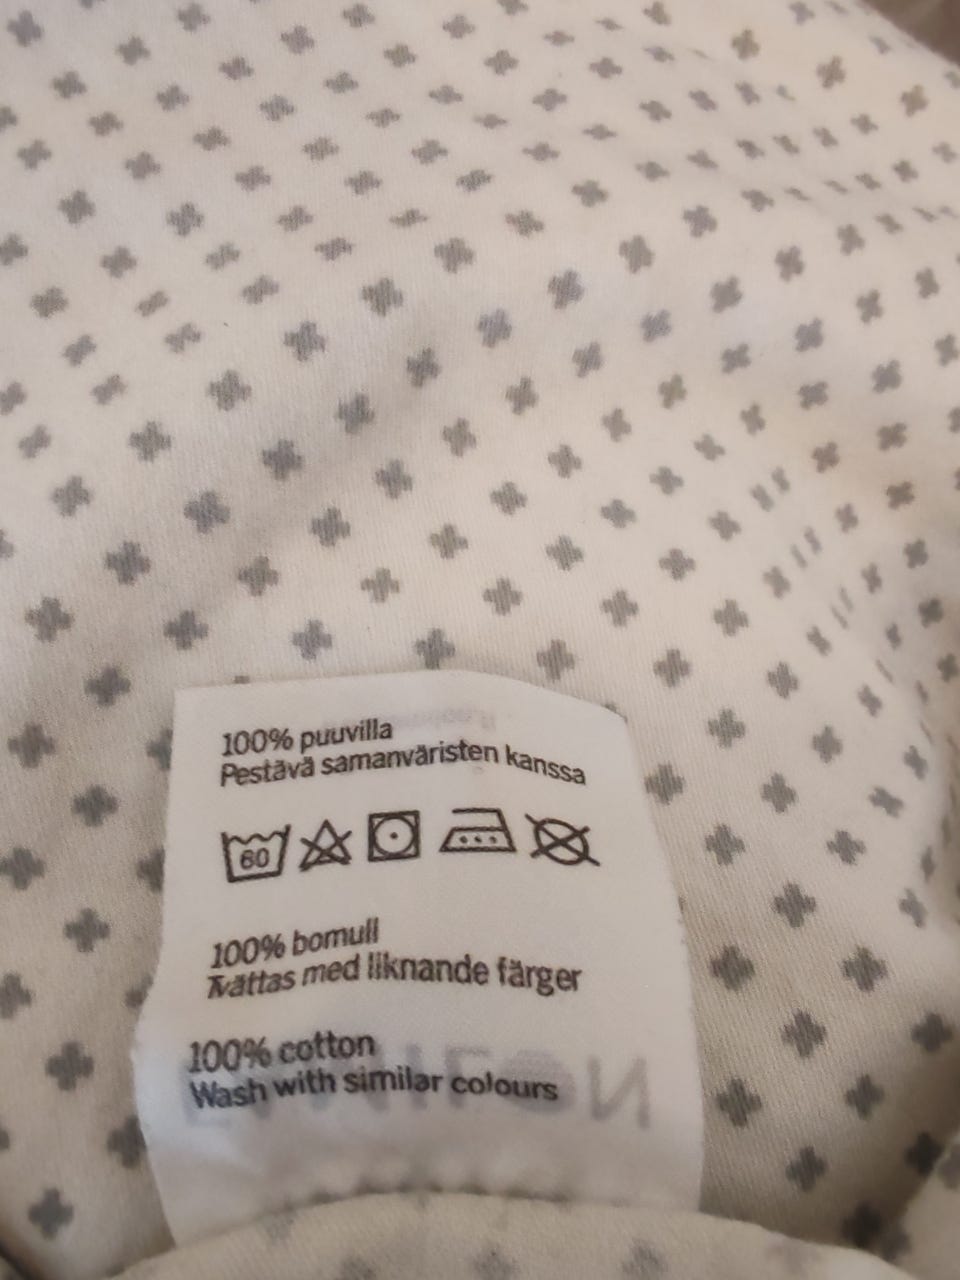 100% puuvilla
Pestävä samanväristen kanssa
60
100% bomull
Tvättas med liknande färger
100% cotton
Wash with similar colours